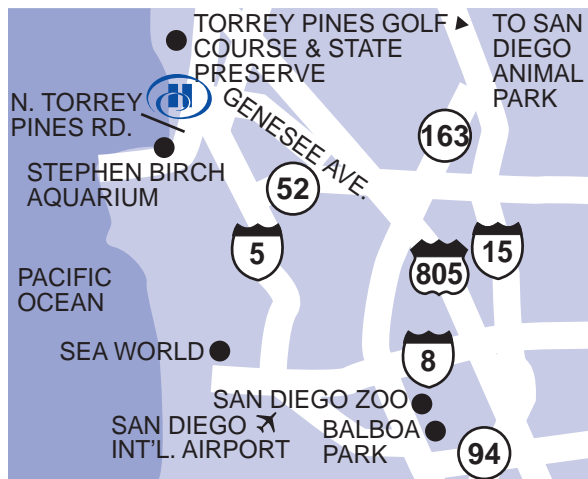 TORREY PINES GOLF
COURSE & STATE
PRESERVE
TO SAN
DIEGO
ANIMAL
PARK
H
N. TORREY
PINES RD.
GENESEE AVE.
163
STEPHEN BIRCH
AQUARIUM
52
5
15
805
PACIFIC
OCEAN
SEA WORLD
8
SAN DIEGO ZOO
SAN DIEGO
INT'L. AIRPORT
BALBOA
PARK
94